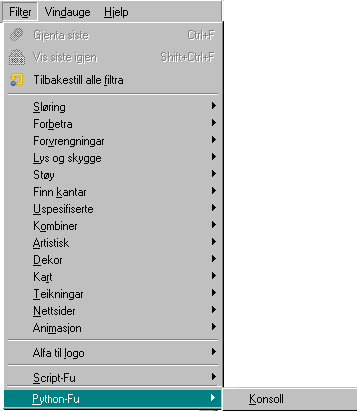 Filter Vindauge Hjelp
Gjenta siste Ctrl+F
Vis siste igjen Shift+Ctrl+F
Tilbakestill alle filtra
Sløring
Forbetra
Forvrengningar
Lys og skygge
Støy
Finn kantar
Uspesifiserte
Kombiner
Artistisk
Dekor
Kart
Teikningar
Nettsider
Animasjon
Alfa til logo
Script-Fu
Python-Fu Konsoll